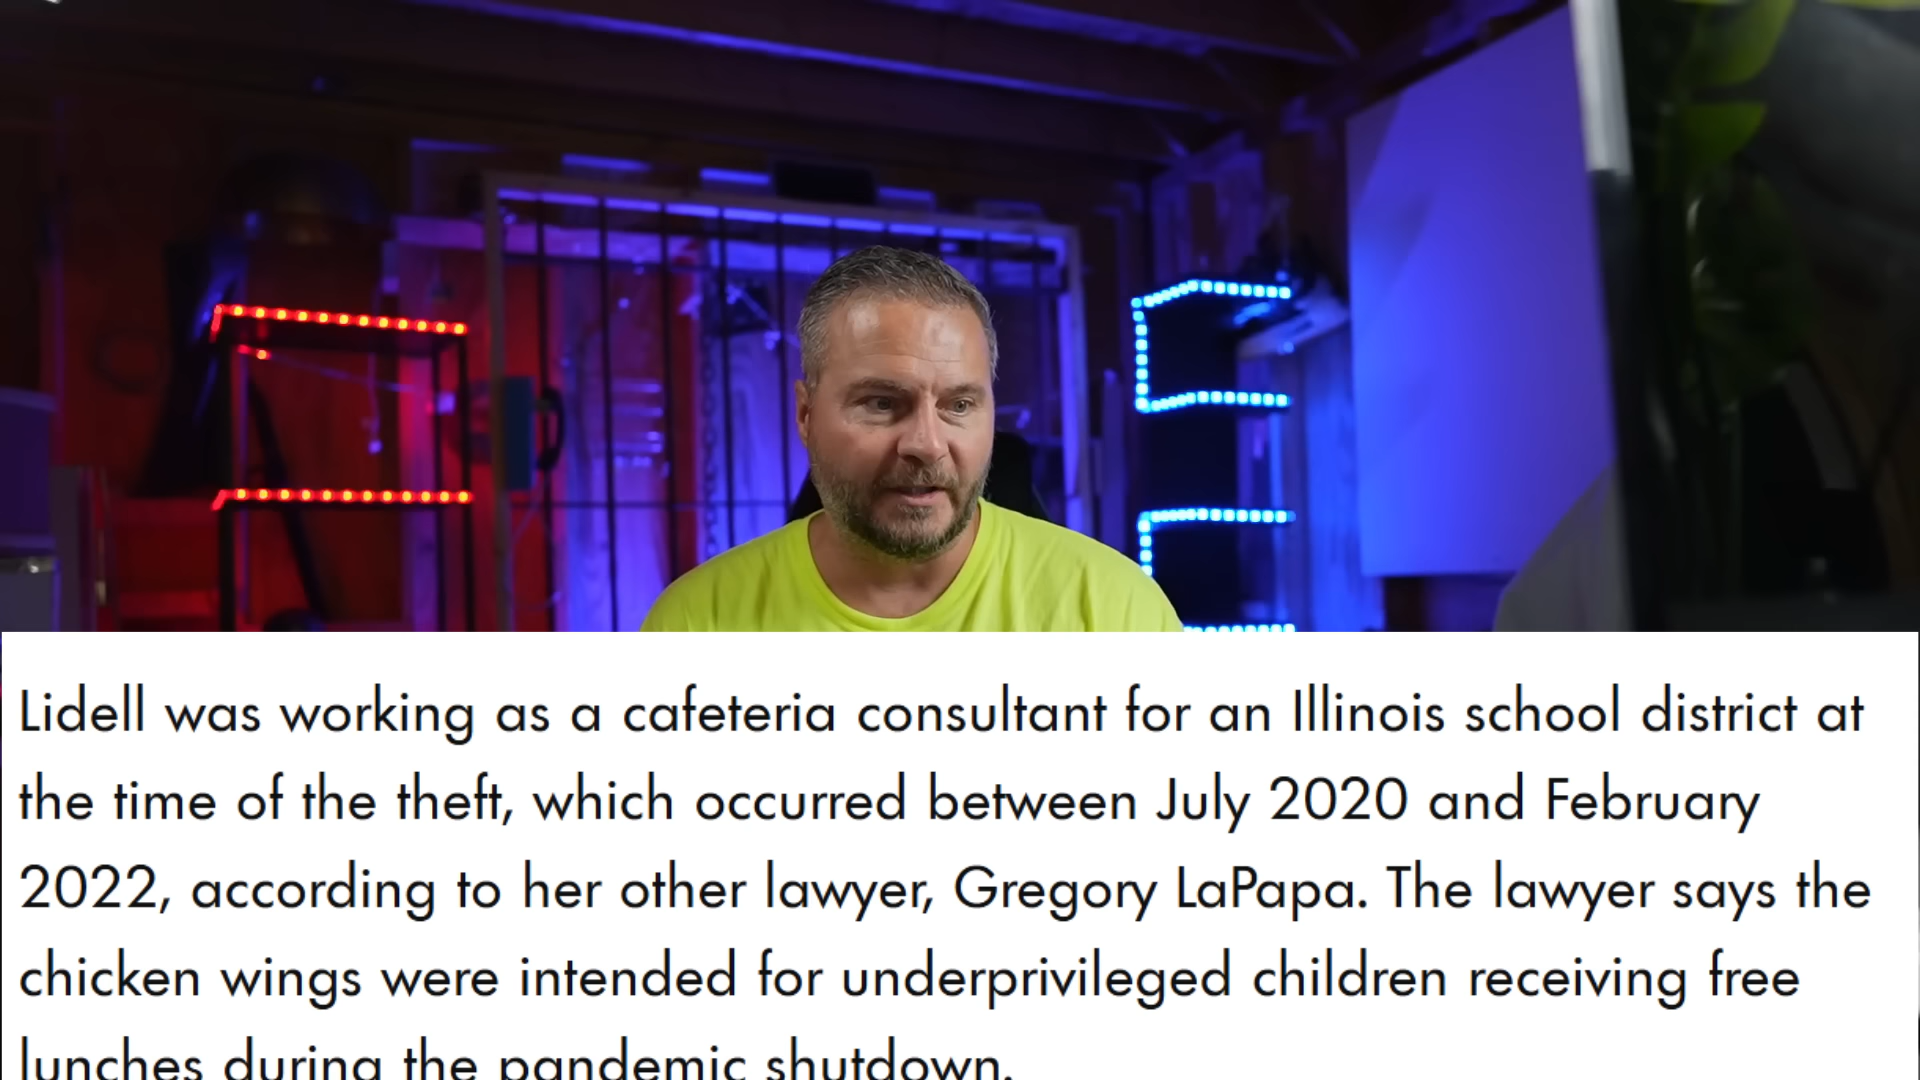 Lidell was working as a cafeteria consultant for an Illinois school district at
the time of the theft, which occurred between July 2020 and February
2022, according to her other lawyer, Gregory LaPapa. The lawyer says the
chicken wings were intended for underprivileged children receiving free
lunches during the pandemic shutdown.